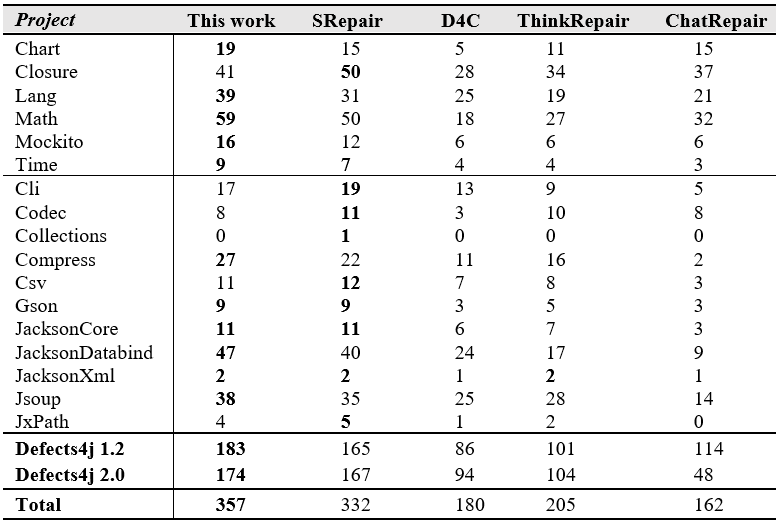 Project This work SRepair D4C ThinkRepair ChatRepair
Chart 19 15 5 11 15
Closure 41 50 28 34 37
Lang 39 31 25 19 21
Math 59 50 18 27 32
Mockito 16 12 6 6 6
Time 9 7 4 4 3
Cli 17 19 13 9 5
Codec 8 11 3 10 8
Collections 0 1 0 0 0
Compress 27 22 11 16 2
Csv 11 12 7 8 3
Gson 9 9 3 5 3
JacksonCore 11 11 6 7 3
JacksonDatabind 47 40 24 17 9
JacksonXml 2 2 1 2 1
Jsoup 38 35 25 28 14
JxPath 4 5 1 2 0
Defects4j 1.2 183 165 86 101 114
Defects4j 2.0 174 167 94 104 48
Total 357 332 180 205 162